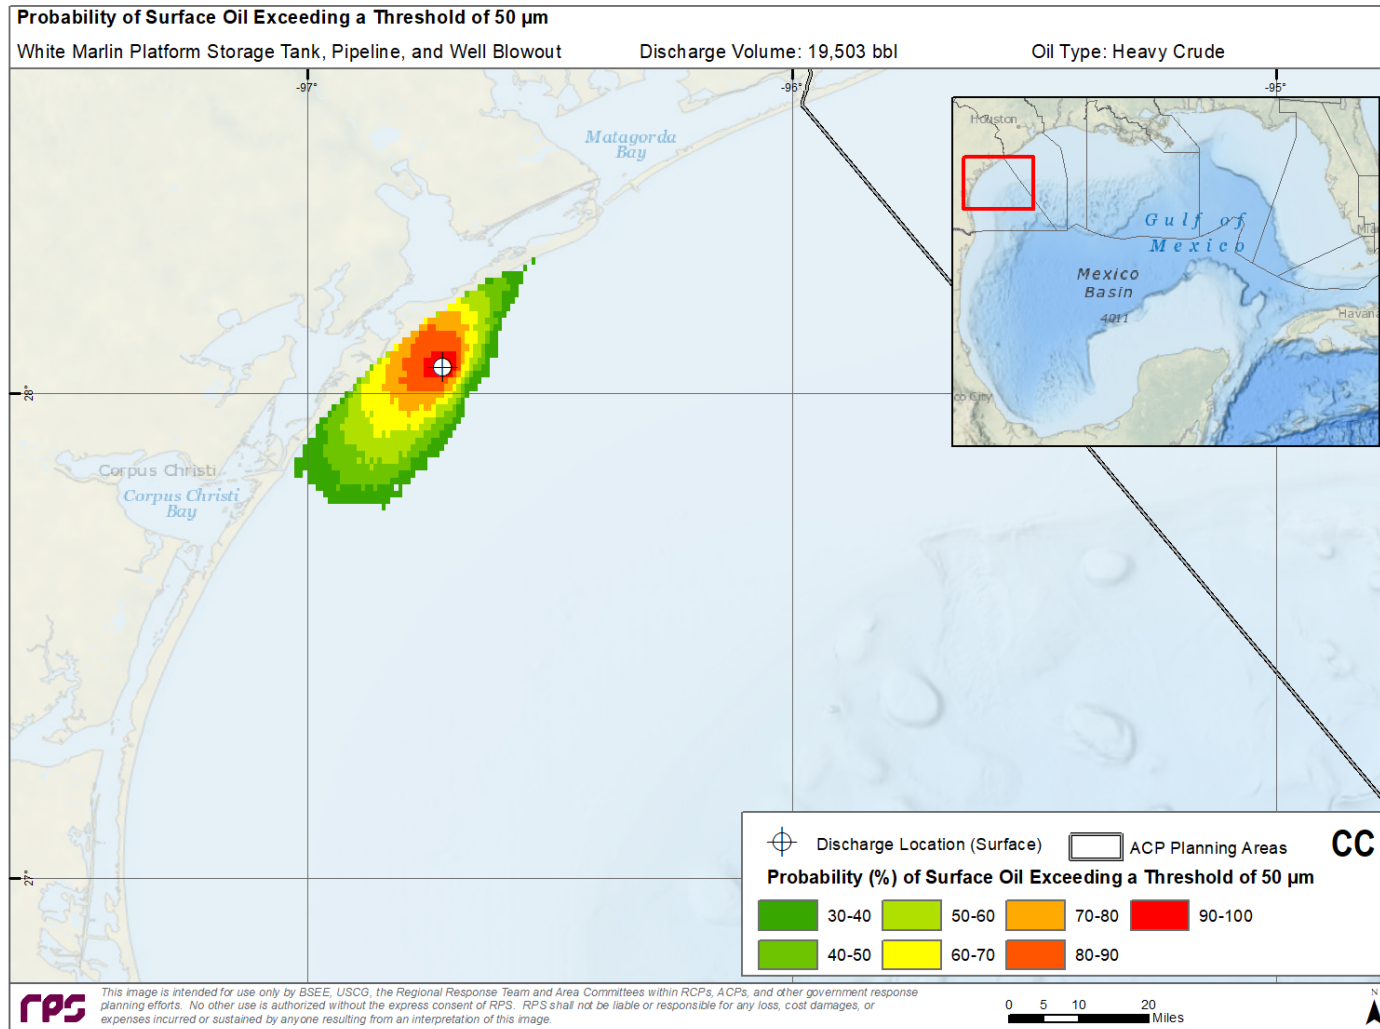 Probability of Surface Oil Exceeding a Threshold of 50 µm
White Marlin Platform Storage Tank, Pipeline, and Well Blowout Discharge Volume: 19,503 bbl Oil Type: Heavy Crude
-97° -96° -95°
Houston
Matagorda
Bay
Gulf of
Mexico
Mexico
Basin
4011
Havana
28°
Corpus Christi
Corpus Christi
Bay
27°
Discharge Location (Surface) ACP Planning Areas CC
Probability (%) of Surface Oil Exceeding a Threshold of 50 µm
30-40 50-60 70-80 90-100
40-50 60-70 80-90
rps
This image is intended for use only by BSEE, USCG, the Regional Response Team and Area Committees within RCPs, ACPs, and other government response
planning efforts. No other use is authorized without the express consent of RPS. RPS shall not be liable or responsible for any loss, cost damages, or
expenses incurred or sustained by anyone resulting from an interpretation of this image.
0 5 10 20
Miles
N